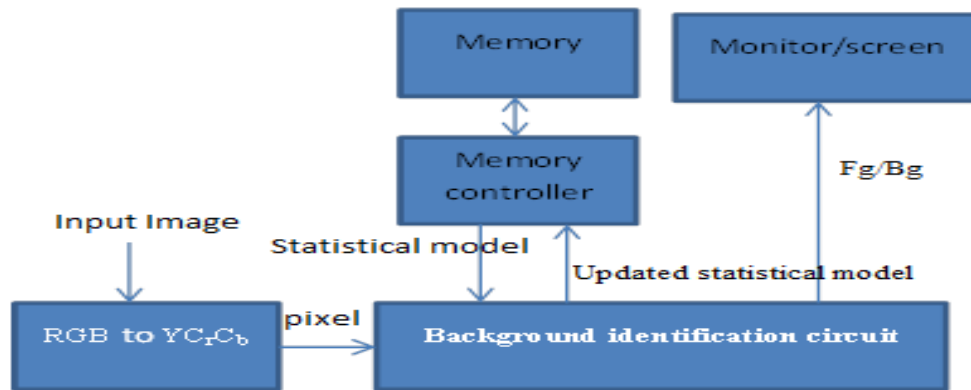 Memory
Monitor/screen
Memory
controller
Fg/Bg
Input Image
Statistical model
Updated statistical model
RGB to YCᵣC_b
pixel
Background identification circuit